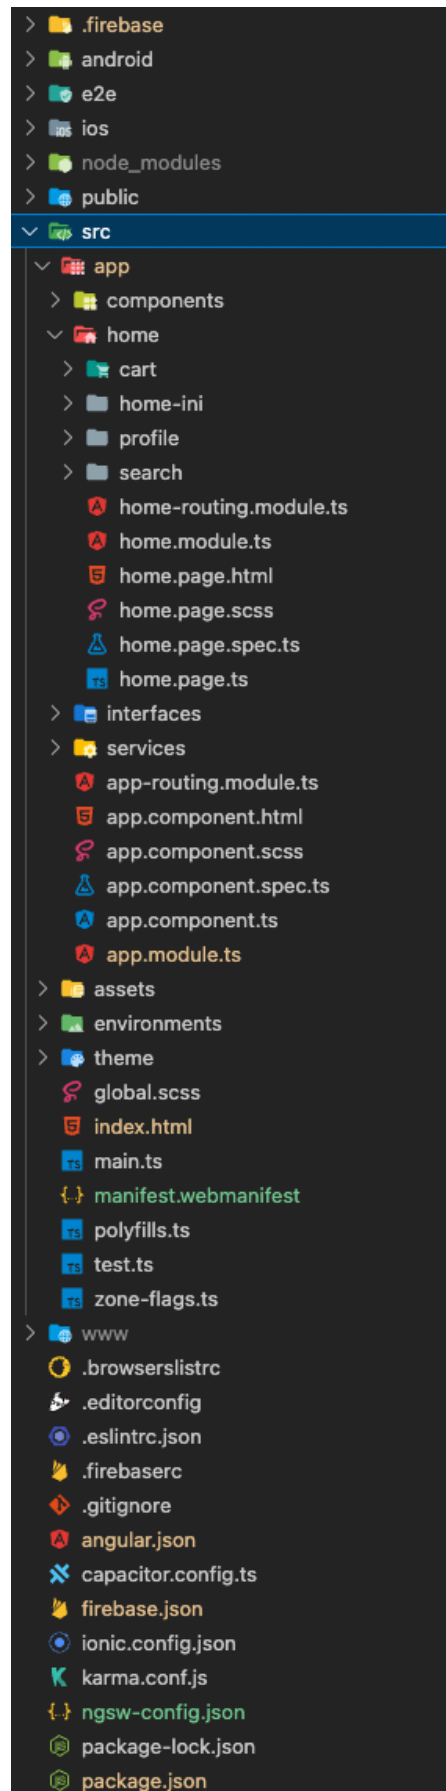 .firebase
android
e2e
ios
node_modules
public
src
app
components
home
cart
home-ini
profile
search
home-routing.module.ts
home.module.ts
home.page.html
home.page.scss
home.page.spec.ts
home.page.ts
interfaces
services
app-routing.module.ts
app.component.html
app.component.scss
app.component.spec.ts
app.component.ts
app.module.ts
assets
environments
theme
global.scss
index.html
main.ts
manifest.webmanifest
polyfills.ts
test.ts
zone-flags.ts
www
.browserslistrc
.editorconfig
.eslintrc.json
.firebaserc
.gitignore
angular.json
capacitor.config.ts
firebase.json
ionic.config.json
karma.conf.js
ngsw-config.json
package-lock.json
package.json